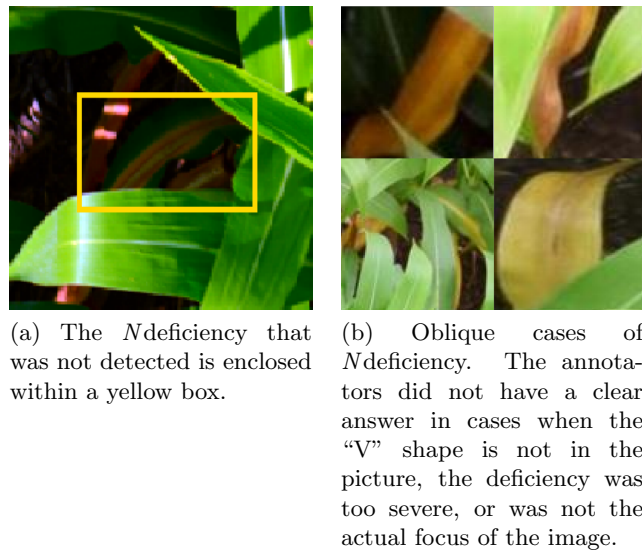 (a) The Ndeficiency that
was not detected is enclosed
within a yellow box.
(b) Oblique cases of
Ndeficiency. The annota-
tors did not have a clear
answer in cases when the
“V” shape is not in the
picture, the deficiency was
too severe, or was not the
actual focus of the image.